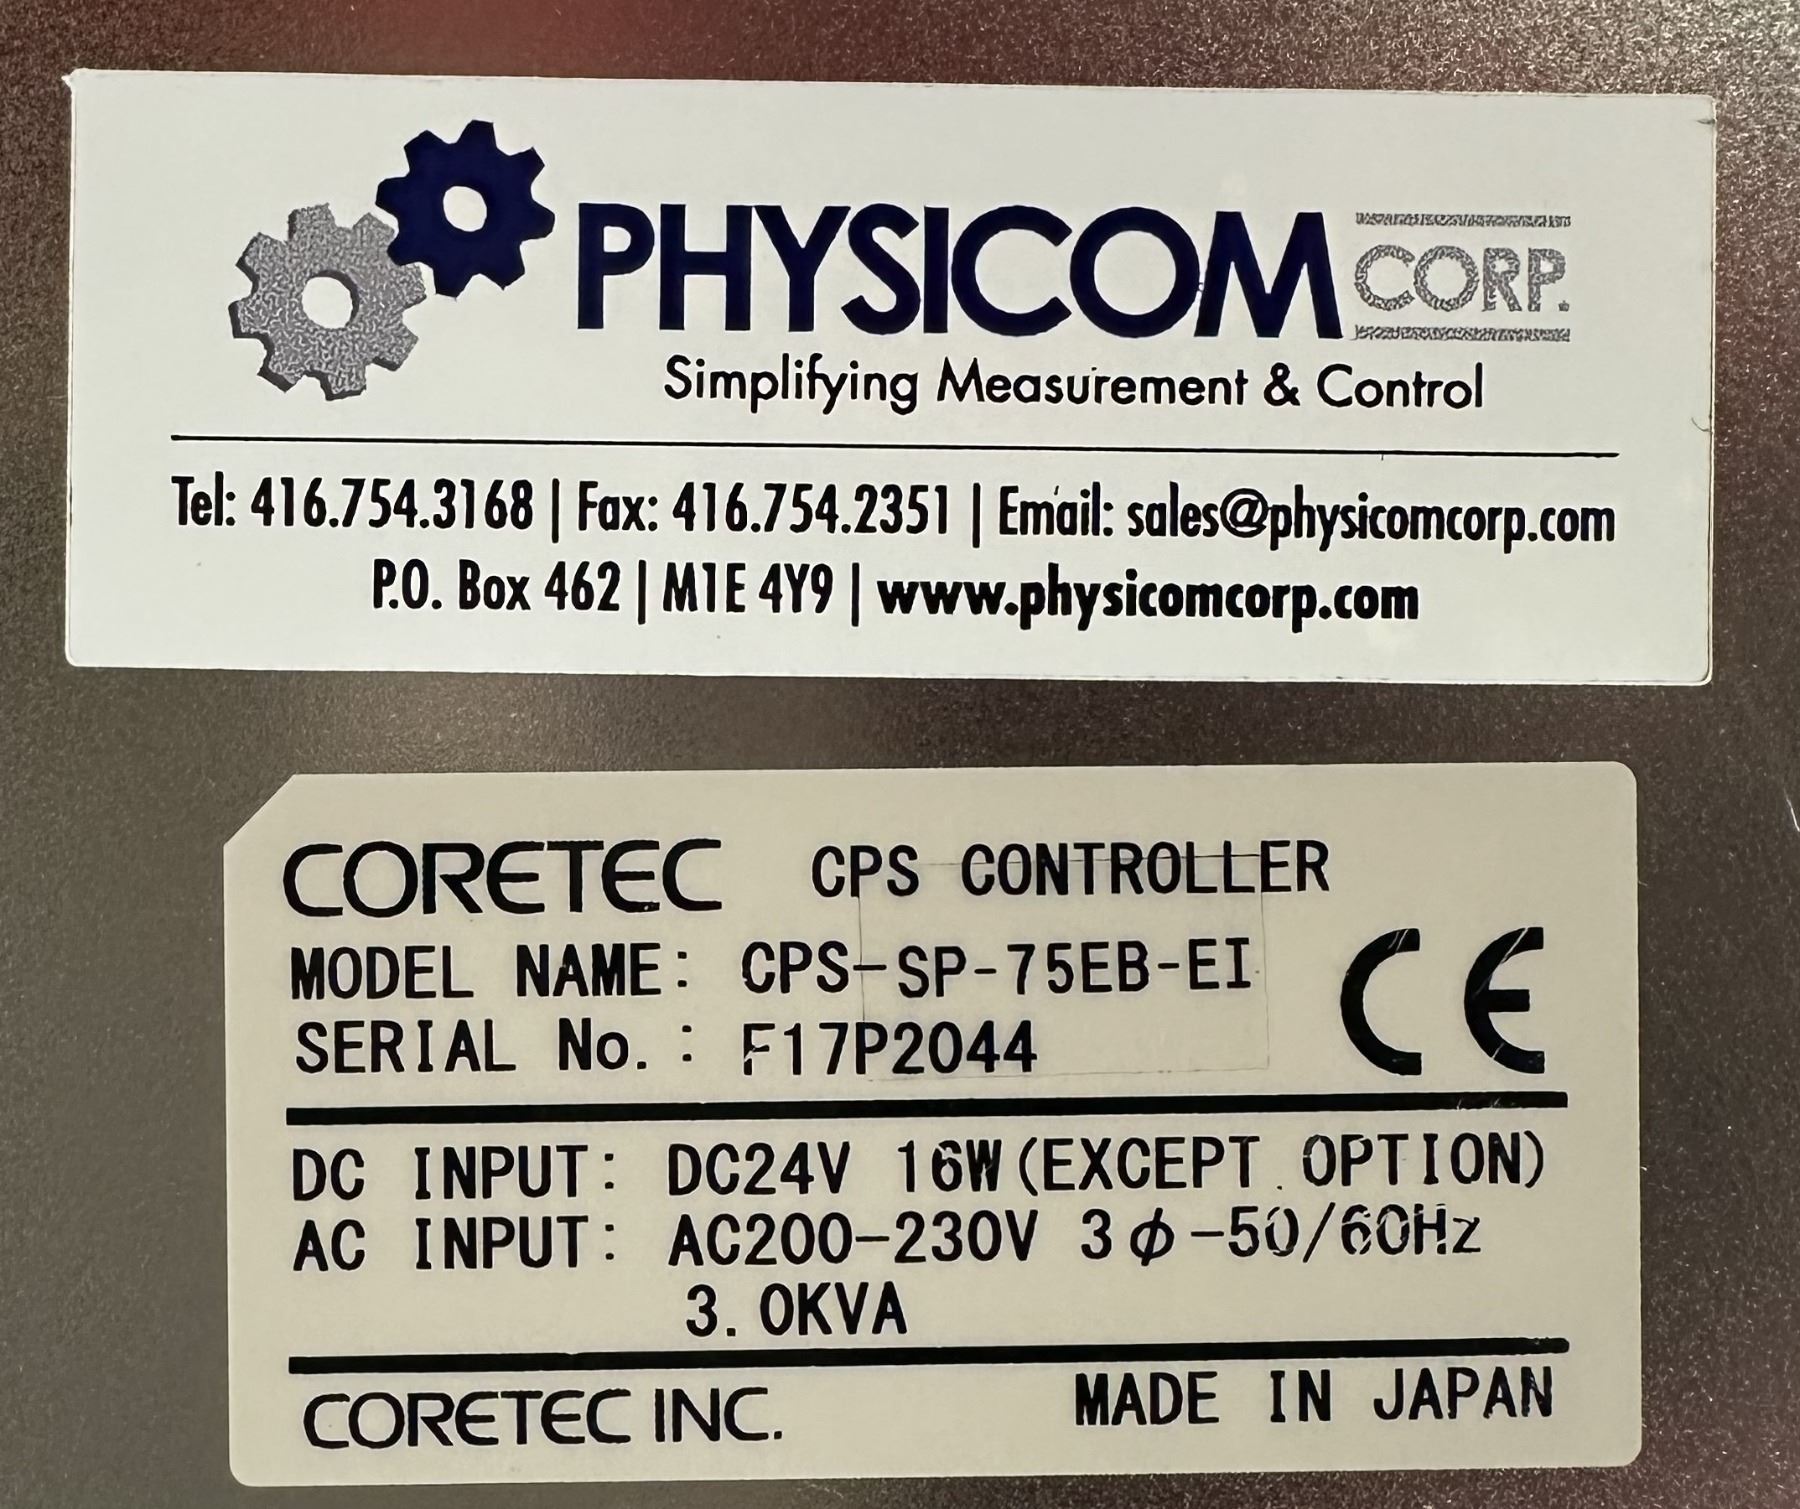 PHYSICOM CORP.
Simplifying Measurement & Control
Tel: 416.754.3168 | Fax: 416.754.2351 | Email: sales@physicomcorp.com
P.O. Box 462 | M1E 4Y9 | www.physicomcorp.com
CORETEC CPS CONTROLLER
MODEL NAME: CPS-SP-75EB-EI
SERIAL No. : F17P2044
CE
DC INPUT: DC24V 16W(EXCEPT OPTION)
AC INPUT: AC200-230V 3ϕ-50/60Hz
3.0KVA
CORETEC INC. MADE IN JAPAN